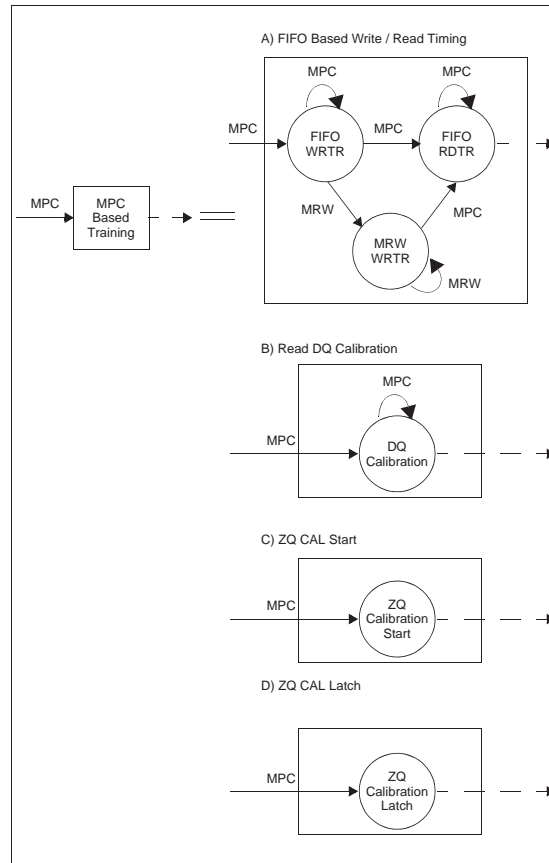 A) FIFO Based Write / Read Timing
MPC
MPC
MPC
FIFO
WRTR
MPC
FIFO
RDTR
MPC
MPC
Based
Training
MRW
MPC
MRW
WRTR
MRW
B) Read DQ Calibration
MPC
MPC
DQ
Calibration
C) ZQ CAL Start
MPC
ZQ
Calibration
Start
D) ZQ CAL Latch
MPC
ZQ
Calibration
Latch